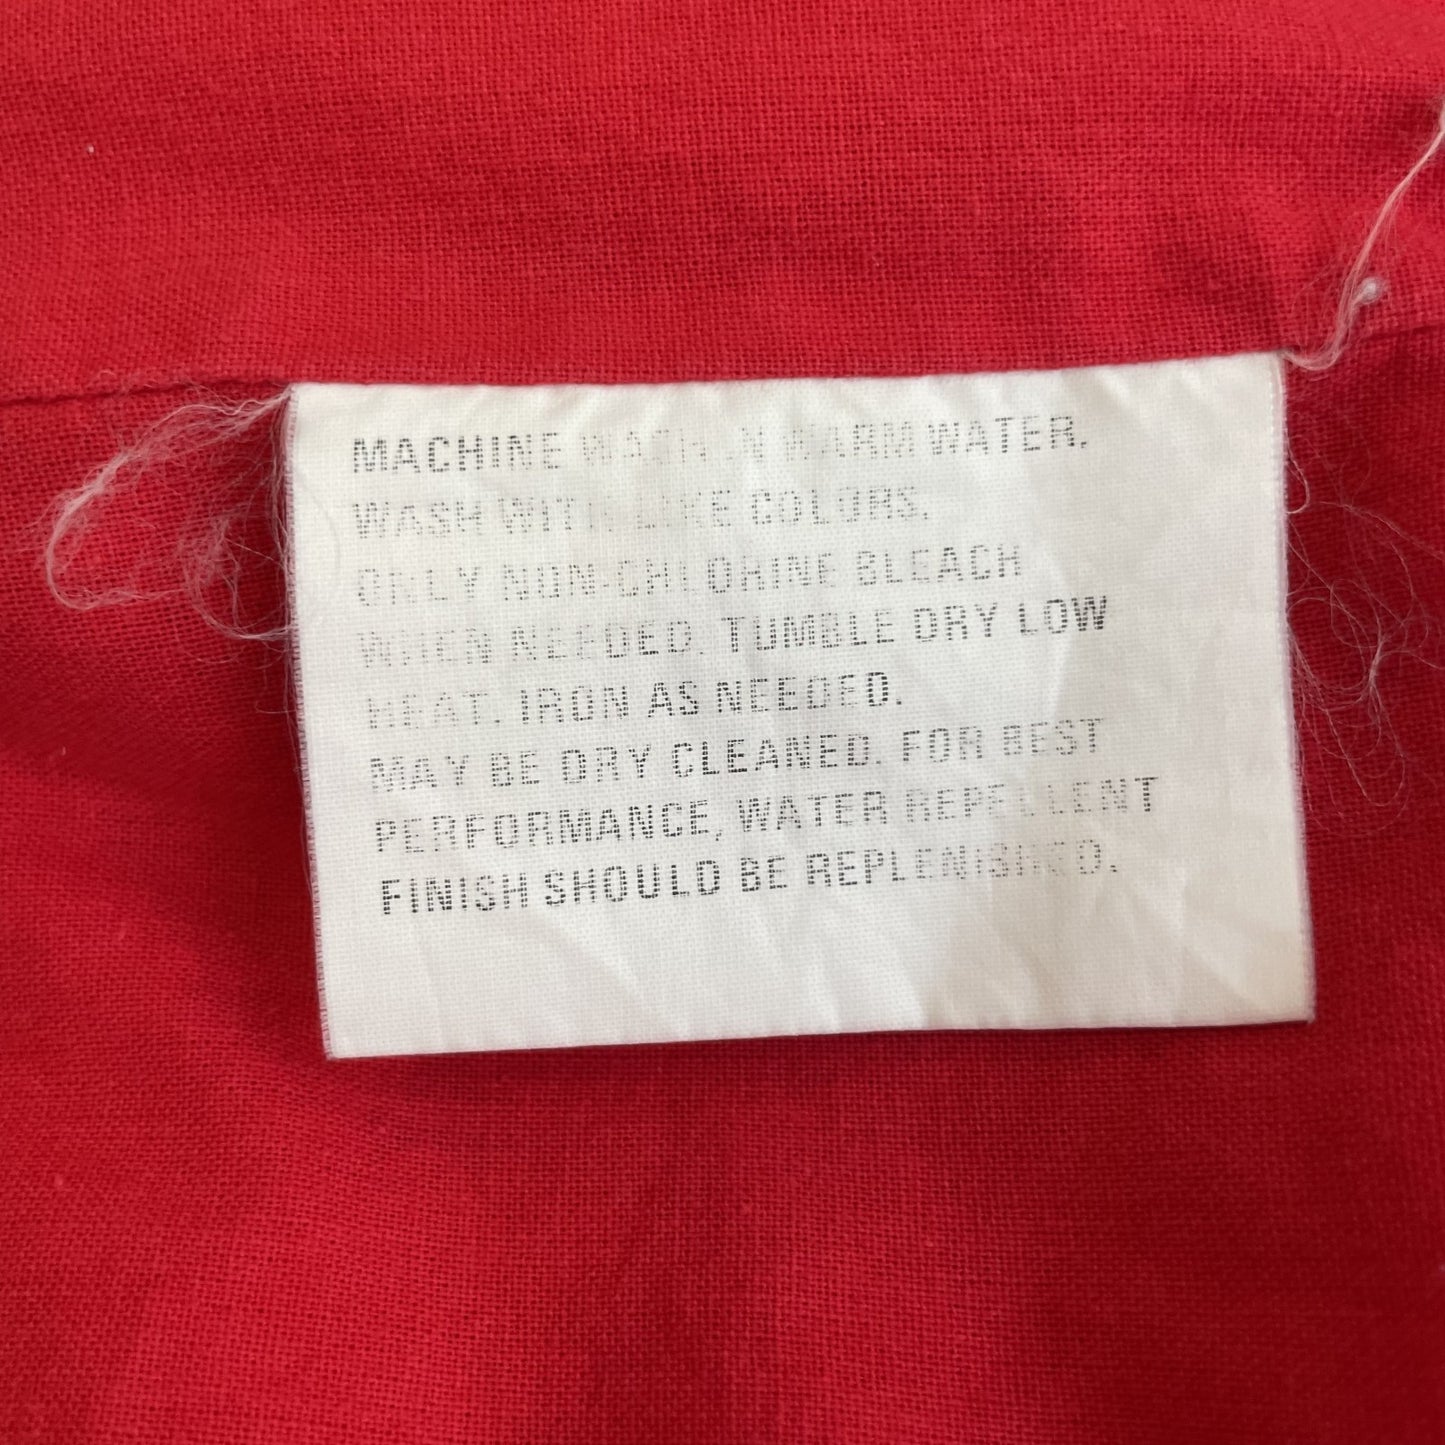 MACHINE WASH IN WARM WATER.
WASH WITH LIKE COLORS.
ONLY NON-CHLORINE BLEACH
WHEN NEEDED. TUMBLE DRY LOW
HEAT. IRON AS NEEDED.
MAY BE DRY CLEANED. FOR BEST
PERFORMANCE, WATER REPELLENT
FINISH SHOULD BE REPLENISHED.